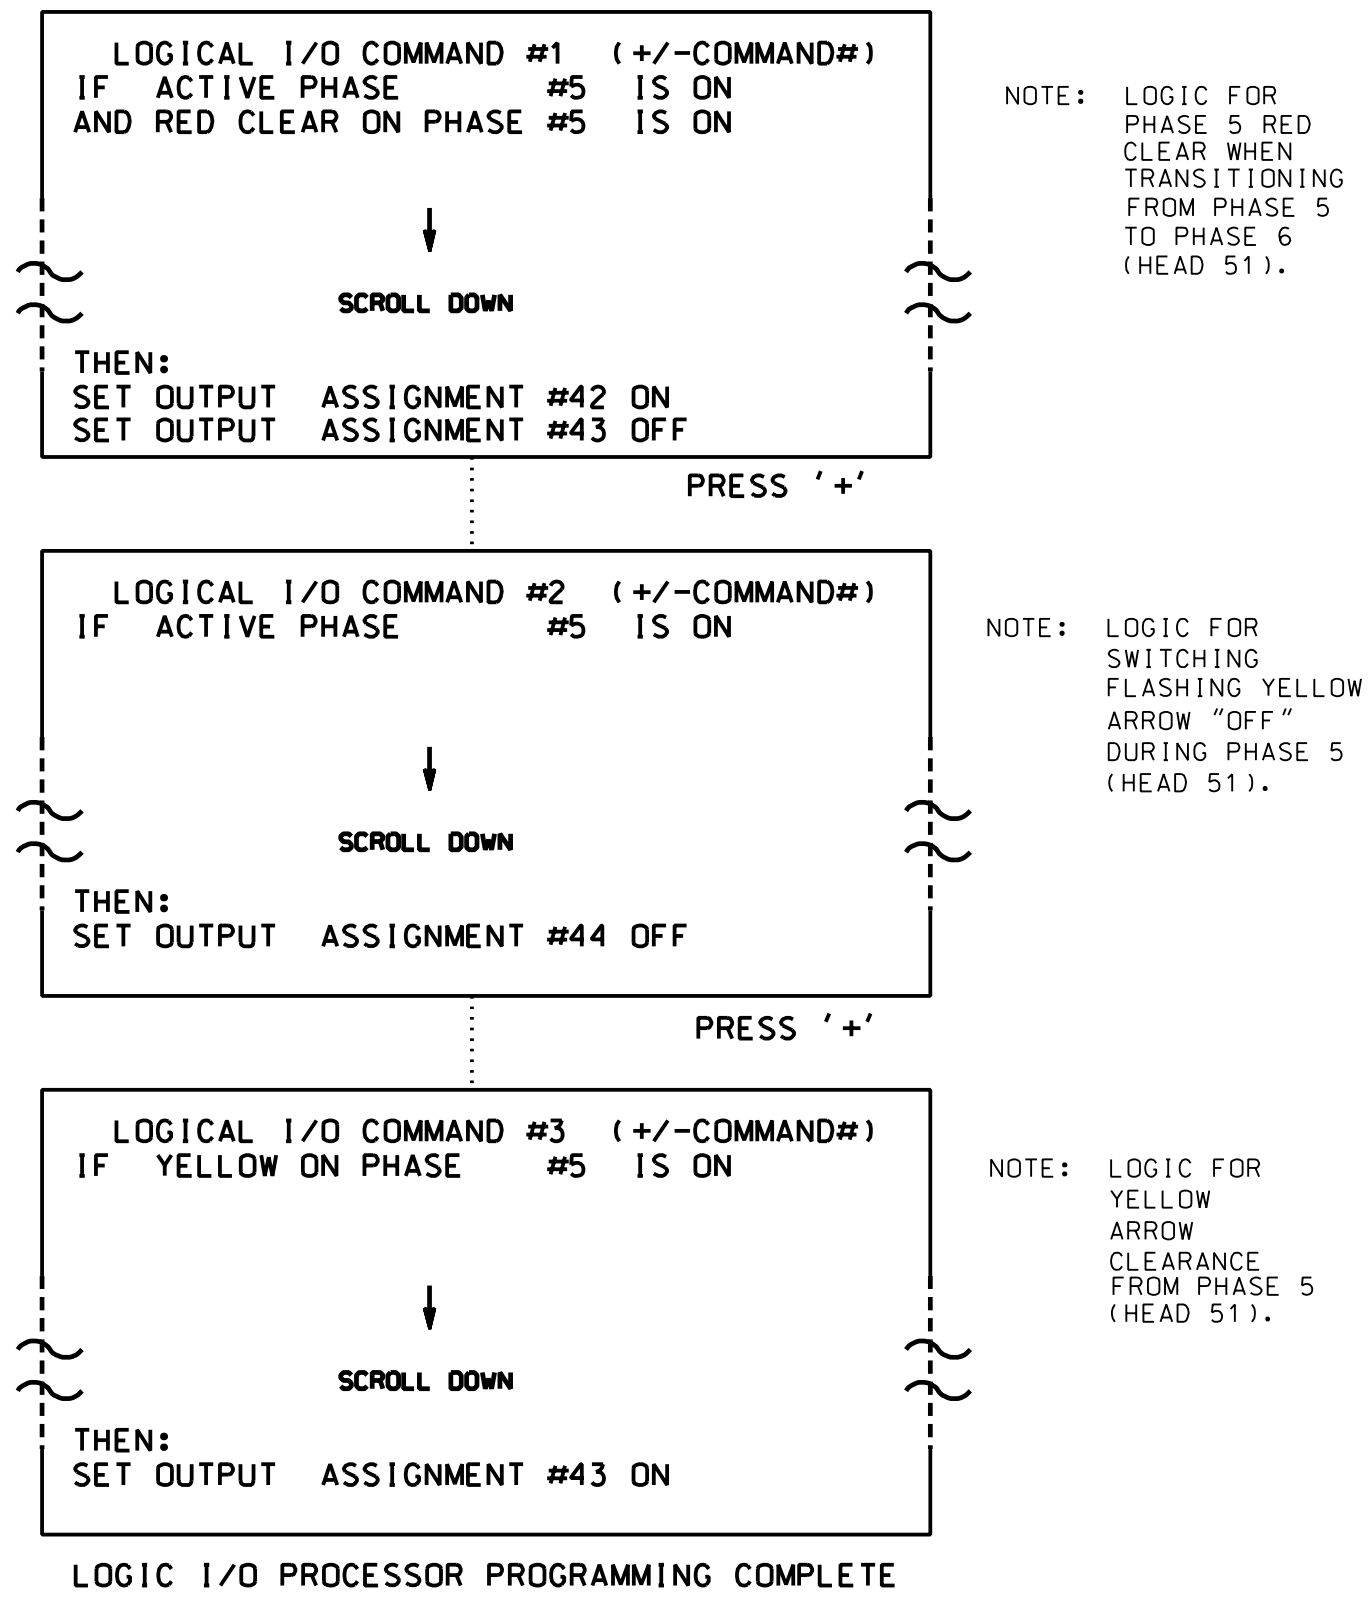 LOGICAL I/O COMMAND #1 (+/-COMMAND#)
IF ACTIVE PHASE #5 IS ON
AND RED CLEAR ON PHASE #5 IS ON
SCROLL DOWN
THEN:
SET OUTPUT ASSIGNMENT #42 ON
SET OUTPUT ASSIGNMENT #43 OFF
NOTE: LOGIC FOR
PHASE 5 RED
CLEAR WHEN
TRANSITIONING
FROM PHASE 5
TO PHASE 6
(HEAD 51).
PRESS '+'
LOGICAL I/O COMMAND #2 (+/-COMMAND#)
IF ACTIVE PHASE #5 IS ON
SCROLL DOWN
THEN:
SET OUTPUT ASSIGNMENT #44 OFF
NOTE: LOGIC FOR
SWITCHING
FLASHING YELLOW
ARROW "OFF"
DURING PHASE 5
(HEAD 51).
PRESS '+'
LOGICAL I/O COMMAND #3 (+/-COMMAND#)
IF YELLOW ON PHASE #5 IS ON
SCROLL DOWN
THEN:
SET OUTPUT ASSIGNMENT #43 ON
NOTE: LOGIC FOR
YELLOW
ARROW
CLEARANCE
FROM PHASE 5
(HEAD 51).
LOGIC I/O PROCESSOR PROGRAMMING COMPLETE